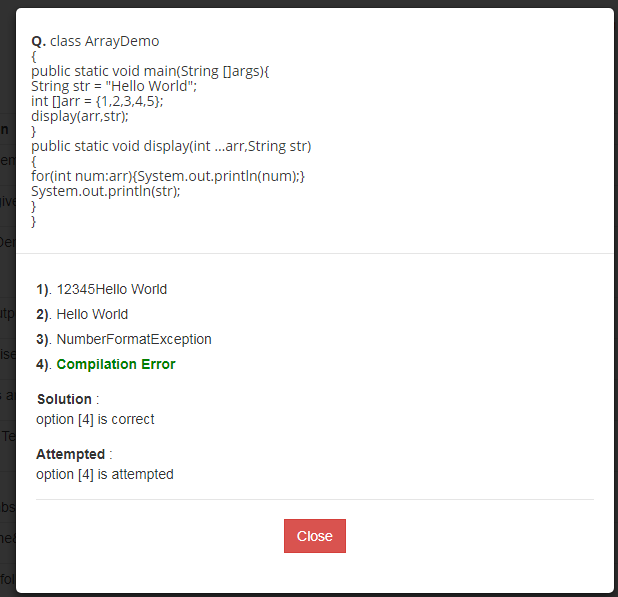 Q. class ArrayDemo
{
public static void main(String []args){
String str = "Hello World";
int []arr = {1,2,3,4,5};
display(arr,str);
}
public static void display(int ...arr,String str)
{
for(int num:arr){System.out.println(num);}
System.out.println(str);
}
}
1). 12345Hello World
2). Hello World
3). NumberFormatException
4). Compilation Error
Solution :
option [4] is correct
Attempted :
option [4] is attempted
Close